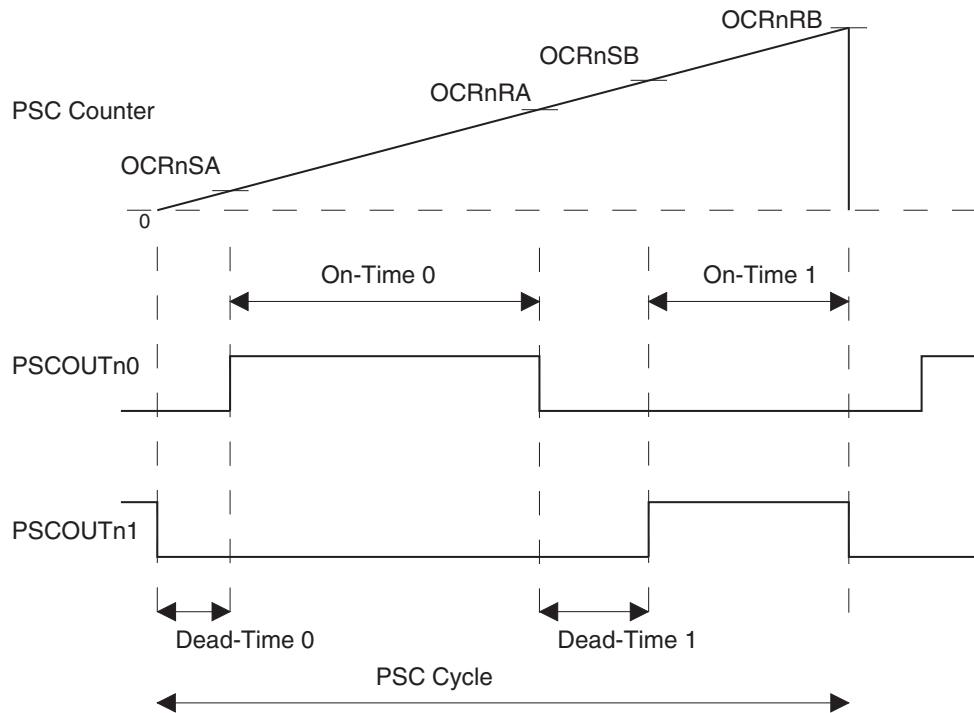 OCRnRB
OCRnSB
OCRnRA
PSC Counter
OCRnSA
0
On-Time 0
On-Time 1
PSCOUTn0
PSCOUTn1
Dead-Time 0
Dead-Time 1
PSC Cycle